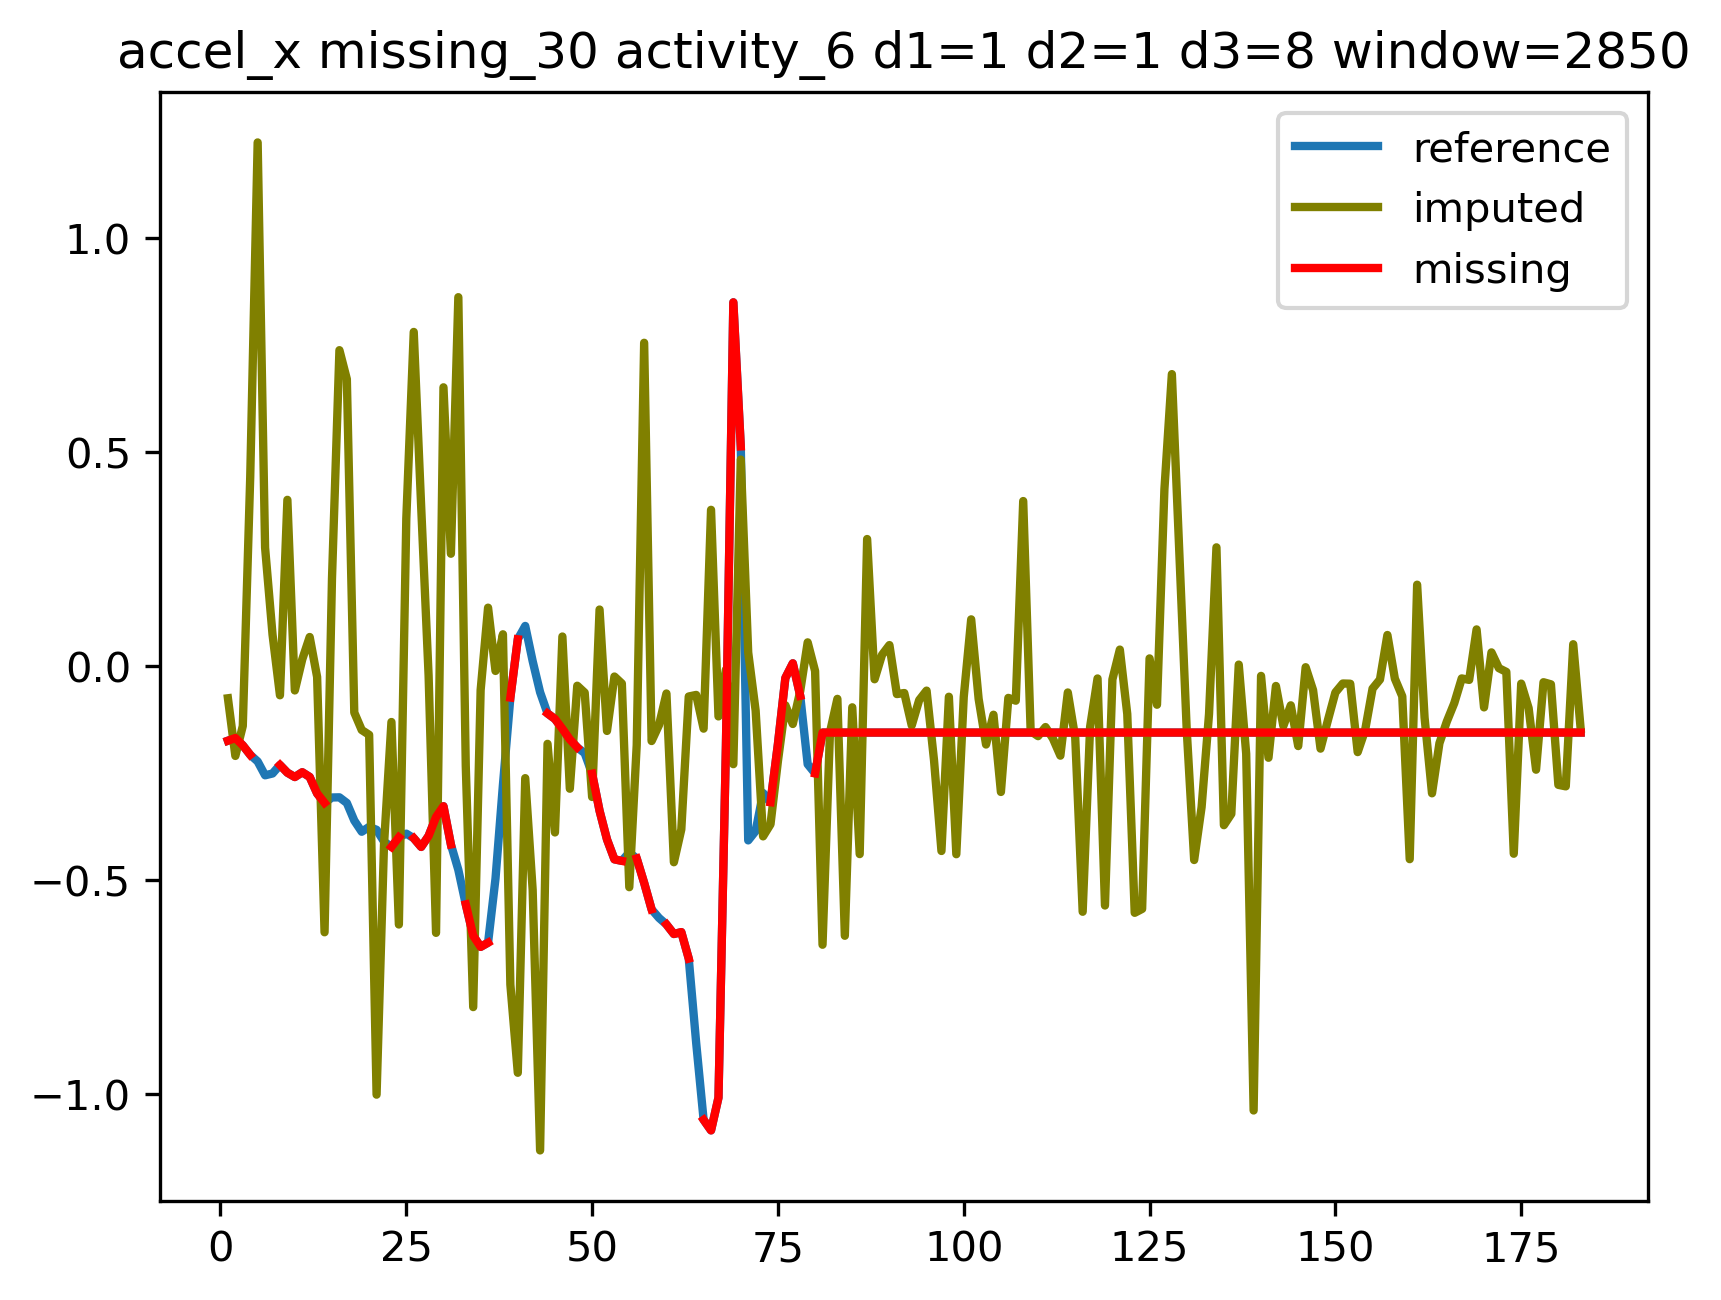 accel_x missing_30 activity_6 d1=1 d2=1 d3=8 window=2850
reference
imputed
missing
1.0
0.5
0.0
−0.5
−1.0
0 25 50 75 100 125 150 175